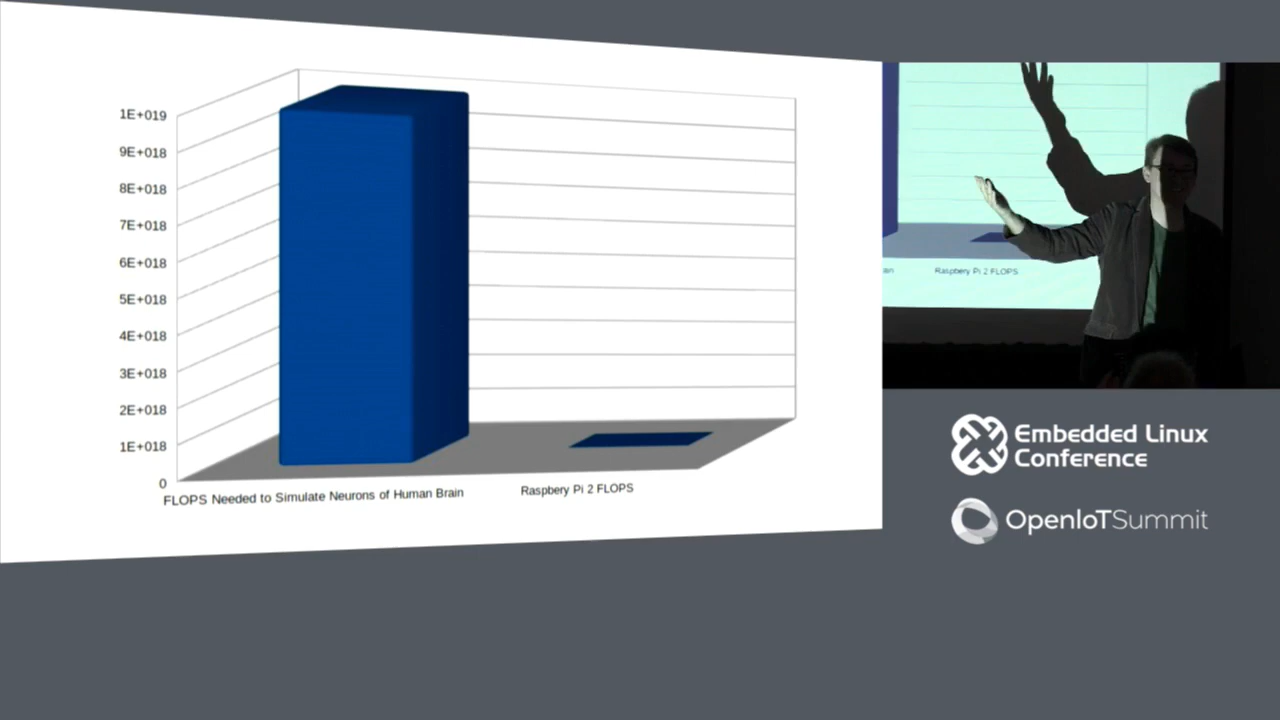 1E+019
9E+018
8E+018
7E+018
6E+018
5E+018
4E+018
3E+018
2E+018
1E+018
0
FLOPS Needed to Simulate Neurons of Human Brain
Raspbery Pi 2 FLOPS
Raspbery Pi 2 FLOPS
Embedded Linux
Conference
OpenIoTSummit